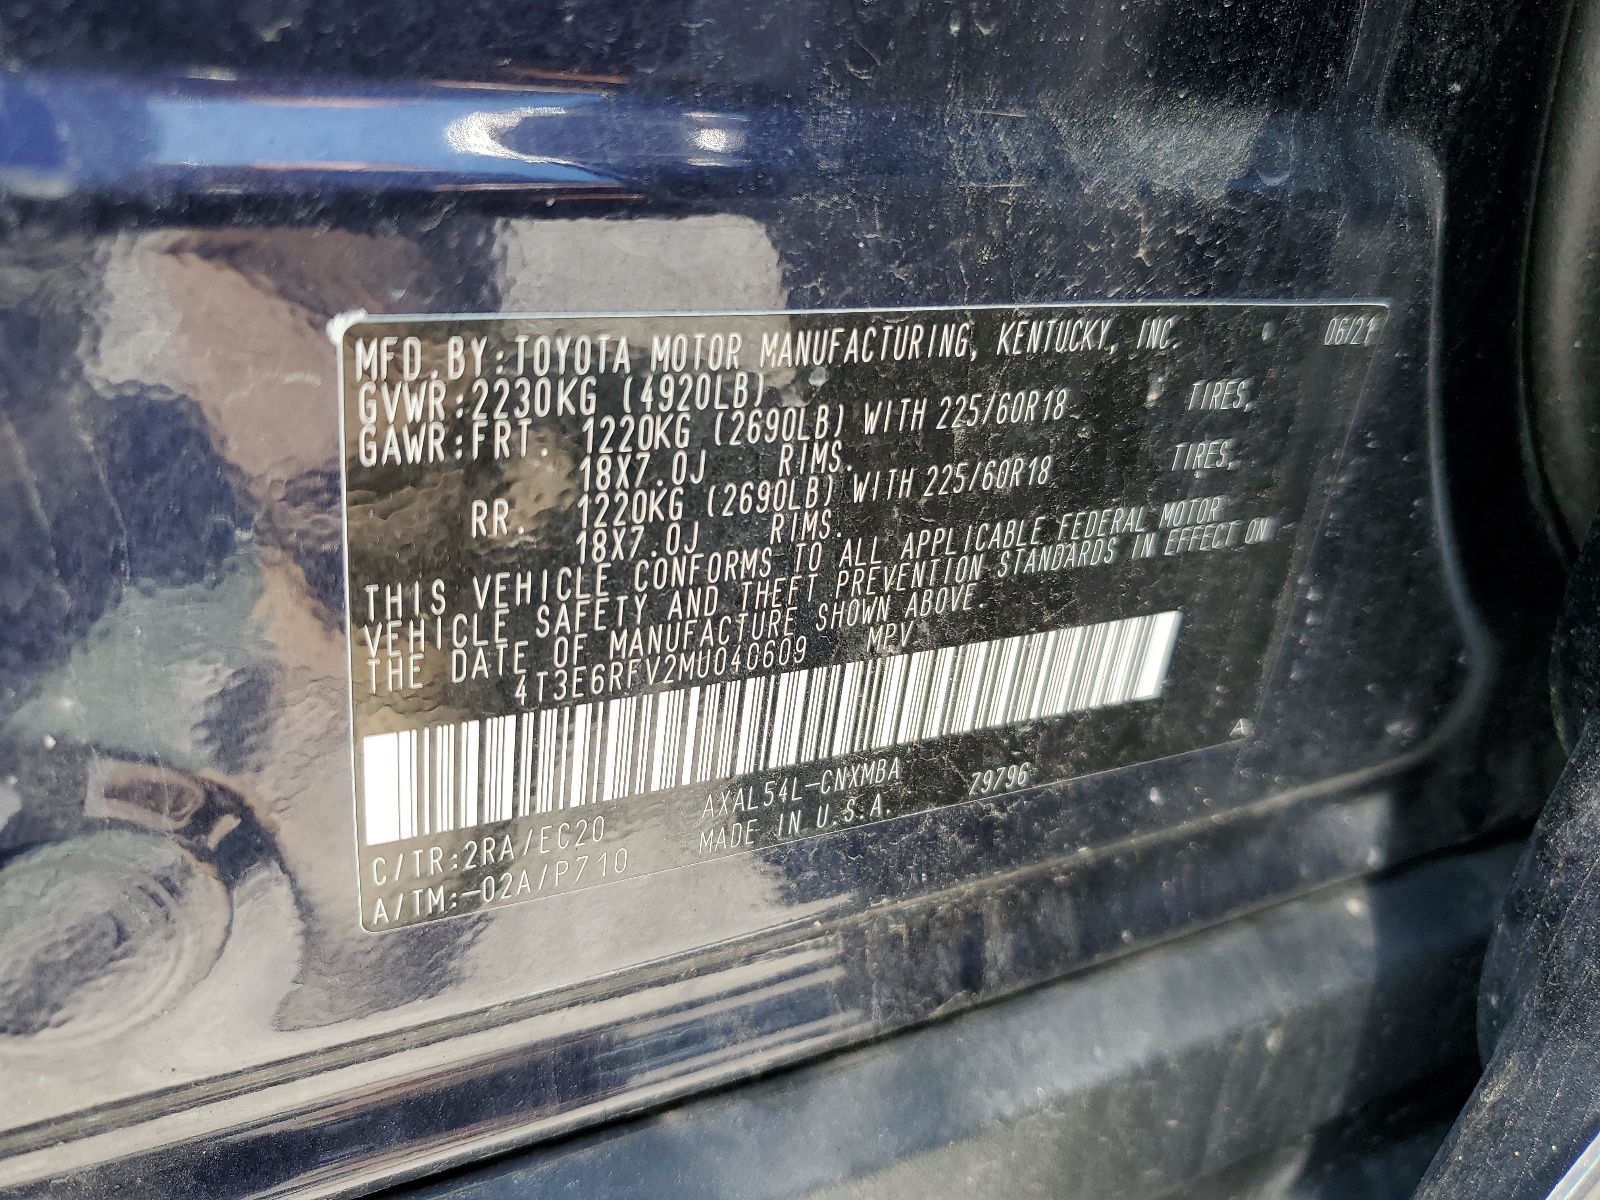 MFD.BY:TOYOTA MOTOR MANUFACTURING, KENTUCKY, INC. 06/21
GVWR:2230KG (4920LB)
GAWR:FRT. 1220KG (2690LB) WITH 225/60R18 TIRES,
18X7.0J RIMS.
RR. 1220KG (2690LB) WITH 225/60R18 TIRES,
18X7.0J RIMS.
THIS VEHICLE CONFORMS TO ALL APPLICABLE FEDERAL MOTOR
VEHICLE SAFETY AND THEFT PREVENTION STANDARDS IN EFFECT ON
THE DATE OF MANUFACTURE SHOWN ABOVE.
4T3E6RFV2MU040609 MPV
C/TR:2RA/EC20 AXAL54L-CNXMBA 79796
A/TM:-02A/P710 MADE IN U.S.A.
A